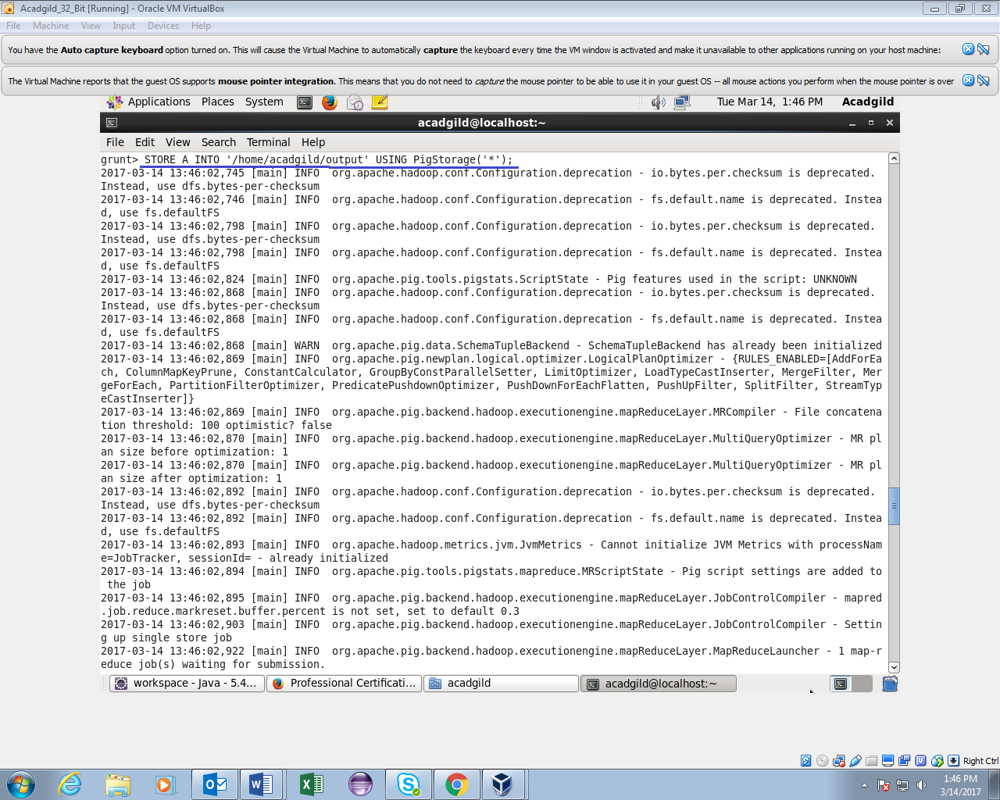 Acadgild_32_Bit [Running] - Oracle VM VirtualBox
File Machine View Input Devices Help
You have the Auto capture keyboard option turned on. This will cause the Virtual Machine to automatically capture the keyboard every time the VM window is activated and make it unavailable to other applications running on your host machine:
The Virtual Machine reports that the guest OS supports mouse pointer integration. This means that you do not need to capture the mouse pointer to be able to use it in your guest OS -- all mouse actions you perform when the mouse pointer is over
Applications Places System Tue Mar 14, 1:46 PM Acadgild
acadgild@localhost:~
File Edit View Search Terminal Help
grunt> STORE A INTO '/home/acadgild/output' USING PigStorage('*');
2017-03-14 13:46:02,745 [main] INFO  org.apache.hadoop.conf.Configuration.deprecation - io.bytes.per.checksum is deprecated.
Instead, use dfs.bytes-per-checksum
2017-03-14 13:46:02,746 [main] INFO  org.apache.hadoop.conf.Configuration.deprecation - fs.default.name is deprecated. Instea
d, use fs.defaultFS
2017-03-14 13:46:02,798 [main] INFO  org.apache.hadoop.conf.Configuration.deprecation - io.bytes.per.checksum is deprecated.
Instead, use dfs.bytes-per-checksum
2017-03-14 13:46:02,798 [main] INFO  org.apache.hadoop.conf.Configuration.deprecation - fs.default.name is deprecated. Instea
d, use fs.defaultFS
2017-03-14 13:46:02,824 [main] INFO  org.apache.pig.tools.pigstats.ScriptState - Pig features used in the script: UNKNOWN
2017-03-14 13:46:02,868 [main] INFO  org.apache.hadoop.conf.Configuration.deprecation - io.bytes.per.checksum is deprecated.
Instead, use dfs.bytes-per-checksum
2017-03-14 13:46:02,868 [main] INFO  org.apache.hadoop.conf.Configuration.deprecation - fs.default.name is deprecated. Instea
d, use fs.defaultFS
2017-03-14 13:46:02,868 [main] WARN  org.apache.pig.data.SchemaTupleBackend - SchemaTupleBackend has already been initialized
2017-03-14 13:46:02,869 [main] INFO  org.apache.pig.newplan.logical.optimizer.LogicalPlanOptimizer - {RULES_ENABLED=[AddForEa
ch, ColumnMapKeyPrune, ConstantCalculator, GroupByConstParallelSetter, LimitOptimizer, LoadTypeCastInserter, MergeFilter, Mer
geForEach, PartitionFilterOptimizer, PredicatePushdownOptimizer, PushDownForEachFlatten, PushUpFilter, SplitFilter, StreamTyp
eCastInserter]}
2017-03-14 13:46:02,869 [main] INFO  org.apache.pig.backend.hadoop.executionengine.mapReduceLayer.MRCompiler - File concatena
tion threshold: 100 optimistic? false
2017-03-14 13:46:02,870 [main] INFO  org.apache.pig.backend.hadoop.executionengine.mapReduceLayer.MultiQueryOptimizer - MR pl
an size before optimization: 1
2017-03-14 13:46:02,870 [main] INFO  org.apache.pig.backend.hadoop.executionengine.mapReduceLayer.MultiQueryOptimizer - MR pl
an size after optimization: 1
2017-03-14 13:46:02,892 [main] INFO  org.apache.hadoop.conf.Configuration.deprecation - io.bytes.per.checksum is deprecated.
Instead, use dfs.bytes-per-checksum
2017-03-14 13:46:02,892 [main] INFO  org.apache.hadoop.conf.Configuration.deprecation - fs.default.name is deprecated. Instea
d, use fs.defaultFS
2017-03-14 13:46:02,893 [main] INFO  org.apache.hadoop.metrics.jvm.JvmMetrics - Cannot initialize JVM Metrics with processNam
e=JobTracker, sessionId= - already initialized
2017-03-14 13:46:02,894 [main] INFO  org.apache.pig.tools.pigstats.mapreduce.MRScriptState - Pig script settings are added to
 the job
2017-03-14 13:46:02,895 [main] INFO  org.apache.pig.backend.hadoop.executionengine.mapReduceLayer.JobControlCompiler - mapred
.job.reduce.markreset.buffer.percent is not set, set to default 0.3
2017-03-14 13:46:02,903 [main] INFO  org.apache.pig.backend.hadoop.executionengine.mapReduceLayer.JobControlCompiler - Settin
g up single store job
2017-03-14 13:46:02,922 [main] INFO  org.apache.pig.backend.hadoop.executionengine.mapReduceLayer.MapReduceLauncher - 1 map-r
educe job(s) waiting for submission.
workspace - Java - 5.4... Professional Certificati... acadgild acadgild@localhost:~
Right Ctrl
1:46 PM
3/14/2017